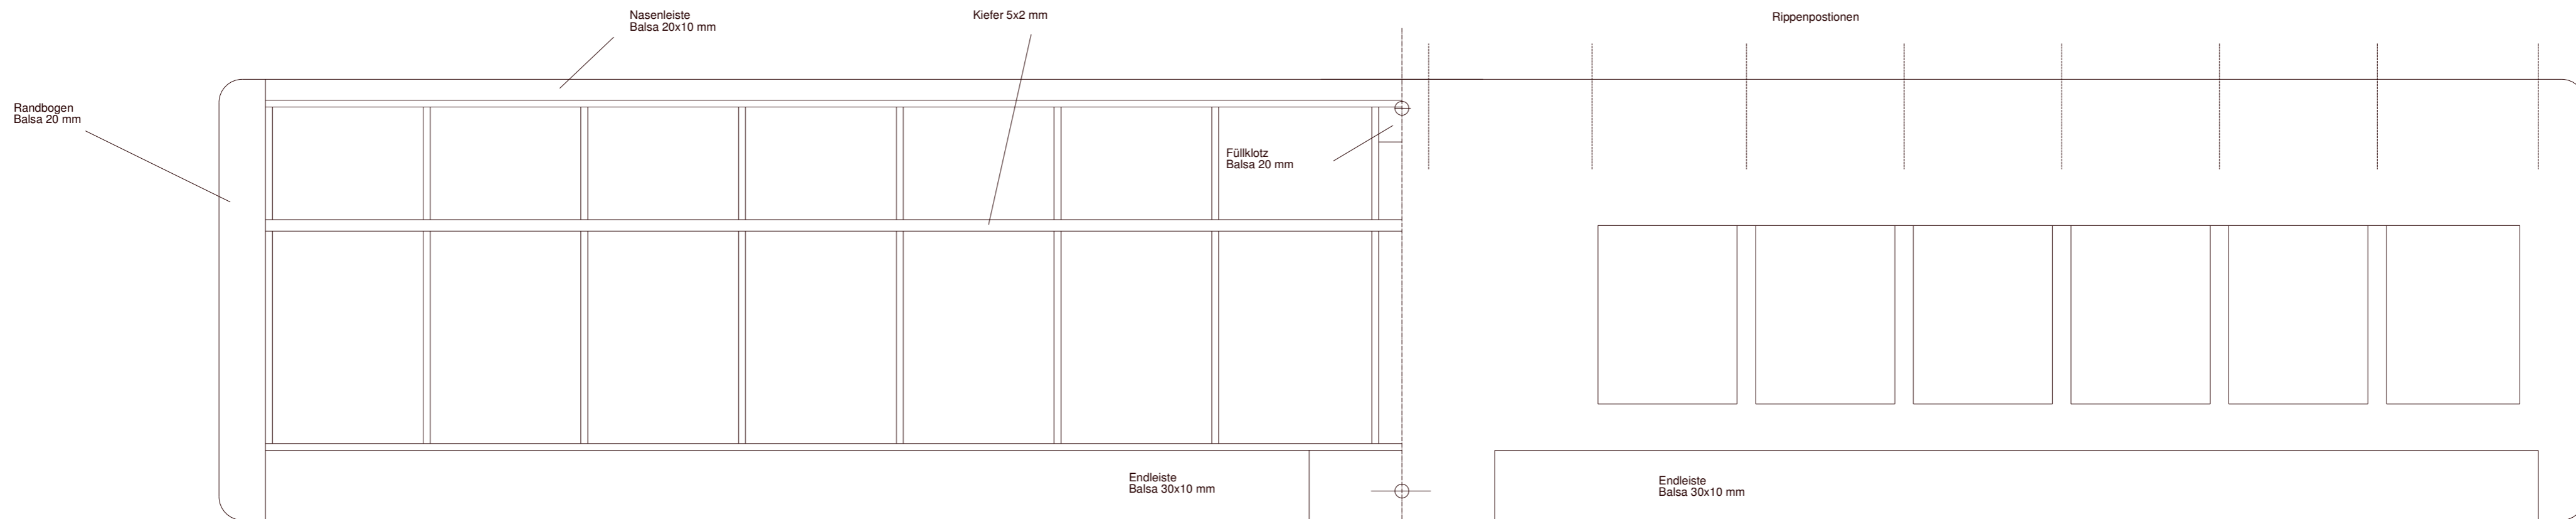 Nasenleiste
Balsa 20x10 mm
Kiefer 5x2 mm
Rippenpostionen
Randbogen
Balsa 20 mm
Füllklotz
Balsa 20 mm
Endleiste
Balsa 30x10 mm
Endleiste
Balsa 30x10 mm